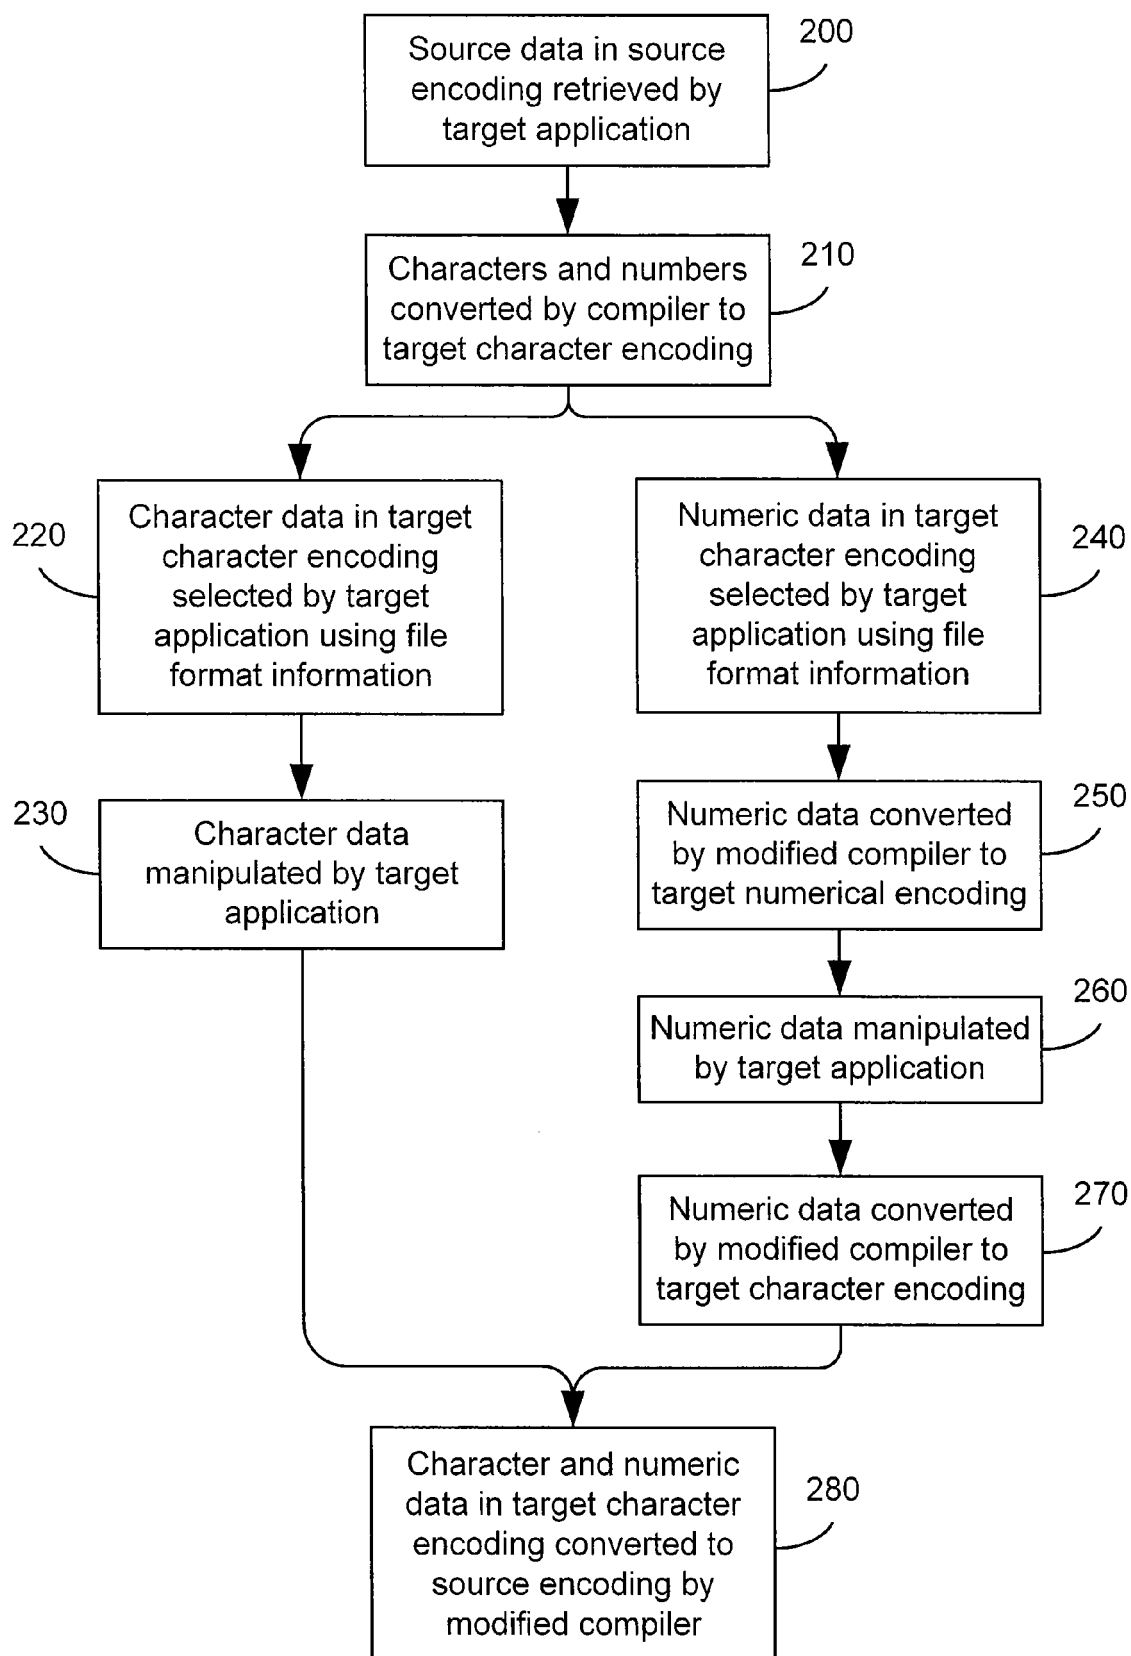 Source data in source
encoding retrieved by
target application
200
Characters and numbers
converted by compiler to
target character encoding
210
Character data in target
character encoding
selected by target
application using file
format information
220
Character data
manipulated by target
application
230
Numeric data in target
character encoding
selected by target
application using file
format information
240
Numeric data converted
by modified compiler to
target numerical encoding
250
Numeric data manipulated
by target application
260
Numeric data converted
by modified compiler to
target character encoding
270
Character and numeric
data in target character
encoding converted to
source encoding by
modified compiler
280